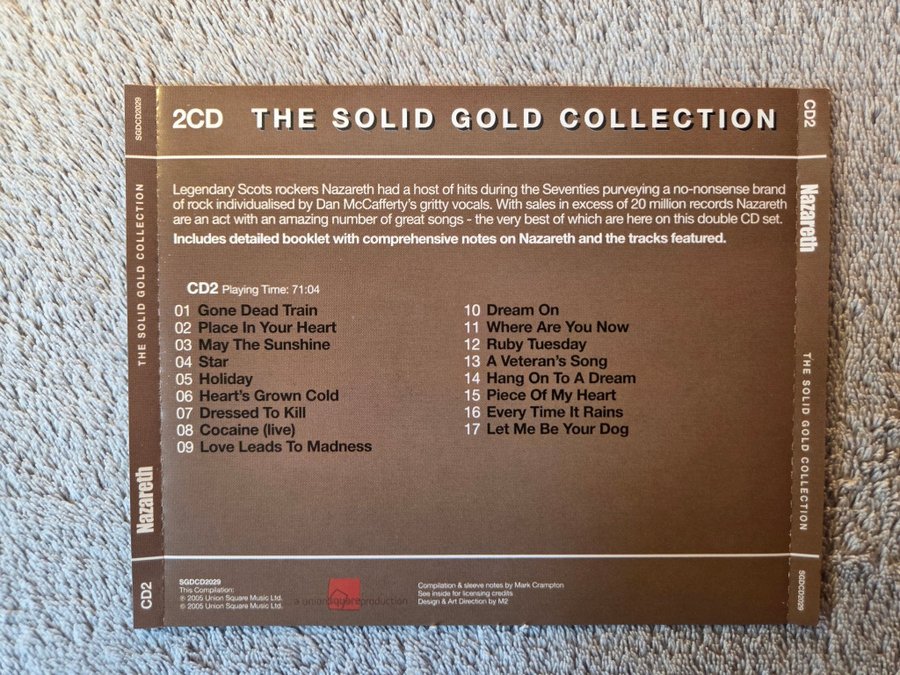 2CD THE SOLID GOLD COLLECTION
Legendary Scots rockers Nazareth had a host of hits during the Seventies purveying a no-nonsense brand
of rock individualised by Dan McCafferty's gritty vocals. With sales in excess of 20 million records Nazareth
are an act with an amazing number of great songs - the very best of which are here on this double CD set.
Includes detailed booklet with comprehensive notes on Nazareth and the tracks featured.
CD2 Playing Time: 71:04
01 Gone Dead Train
02 Place In Your Heart
03 May The Sunshine
04 Star
05 Holiday
06 Heart's Grown Cold
07 Dressed To Kill
08 Cocaine (live)
09 Love Leads To Madness
10 Dream On
11 Where Are You Now
12 Ruby Tuesday
13 A Veteran's Song
14 Hang On To A Dream
15 Piece Of My Heart
16 Every Time It Rains
17 Let Me Be Your Dog
SGDCD2029
This Compilation:
℗ 2005 Union Square Music Ltd.
© 2005 Union Square Music Ltd.
a unionsquareproduction
Compilation & sleeve notes by Mark Crampton
See inside for licensing credits
Design & Art Direction by M2
CD2 Nazareth THE SOLID GOLD COLLECTION SGDCD2029
CD2 Nazareth THE SOLID GOLD COLLECTION SGDCD2029